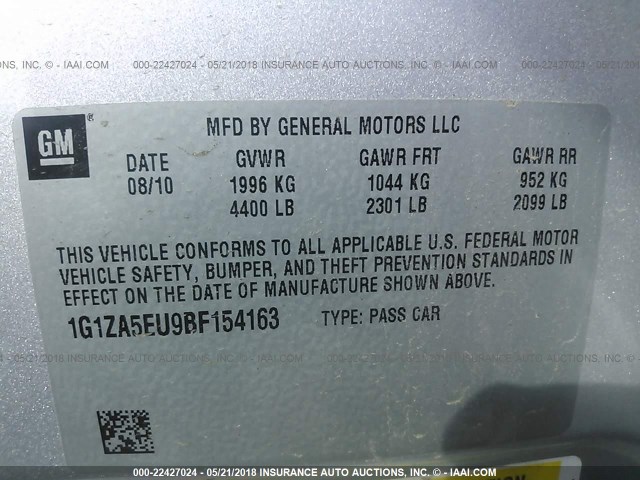 000-22427024 - 05/21/2018 INSURANCE AUTO AUCTIONS, INC. © - IAAI.COM
GM®
MFD BY GENERAL MOTORS LLC
DATE GVWR GAWR FRT GAWR RR
08/10 1996 KG 1044 KG 952 KG
4400 LB 2301 LB 2099 LB
THIS VEHICLE CONFORMS TO ALL APPLICABLE U.S. FEDERAL MOTOR
VEHICLE SAFETY, BUMPER, AND THEFT PREVENTION STANDARDS IN
EFFECT ON THE DATE OF MANUFACTURE SHOWN ABOVE.
000-22427024 - 05/21/2018 INSURANCE AUTO AUCTIONS, INC. © - IAAI.COM
1G1ZA5EU9BF154163 TYPE: PASS CAR
000-22427024 - 05/21/2018 INSURANCE AUTO AUCTIONS, INC. © - IAAI.COM